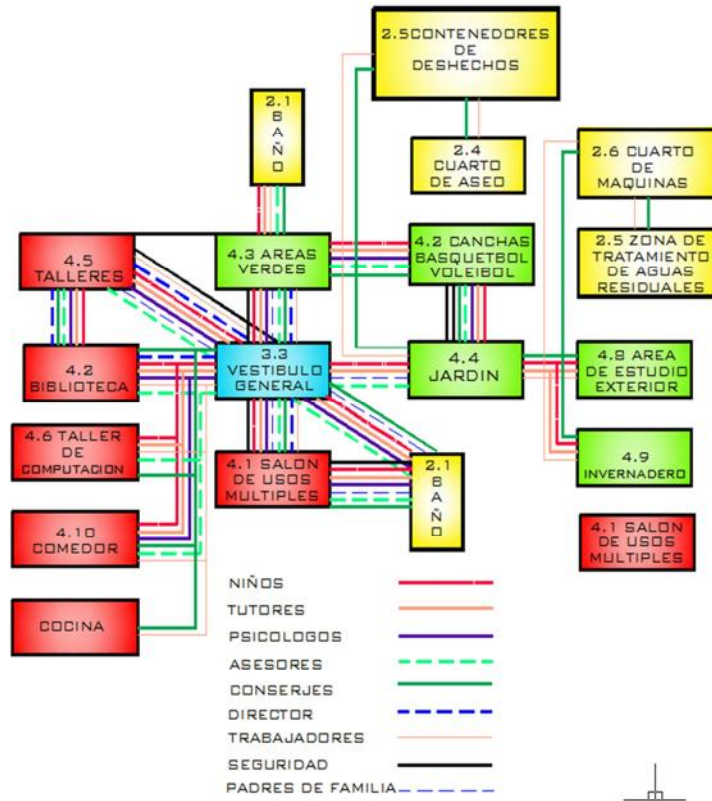 2.5CONTENEDORES
DE
DESHECHOS
2.1
B
A
Ñ
O
2.4
CUARTO
DE ASEO
2.6 CUARTO
DE
MAQUINAS
4.5
TALLERES
4.3 AREAS
VERDES
4.2 CANCHAS
BASQUETBOL
VOLEIBOL
2.5 ZONA DE
TRATAMIENTO
DE AGUAS
RESIDUALES
4.2
BIBLIOTECA
3.3
VESTIBULO
GENERAL
4.4
JARDIN
4.8 AREA
DE ESTUDIO
EXTERIOR
4.6 TALLER
DE
COMPUTACION
4.1 SALON
DE USOS
MULTIPLES
2.1
B
A
Ñ
O
4.9
INVERNADERO
4.10
COMEDOR
4.1 SALON
DE USOS
MULTIPLES
COCINA
NIÑOS
TUTORES
PSICOLOGOS
ASESORES
CONSERJES
DIRECTOR
TRABAJADORES
SEGURIDAD
PADRES DE FAMILIA